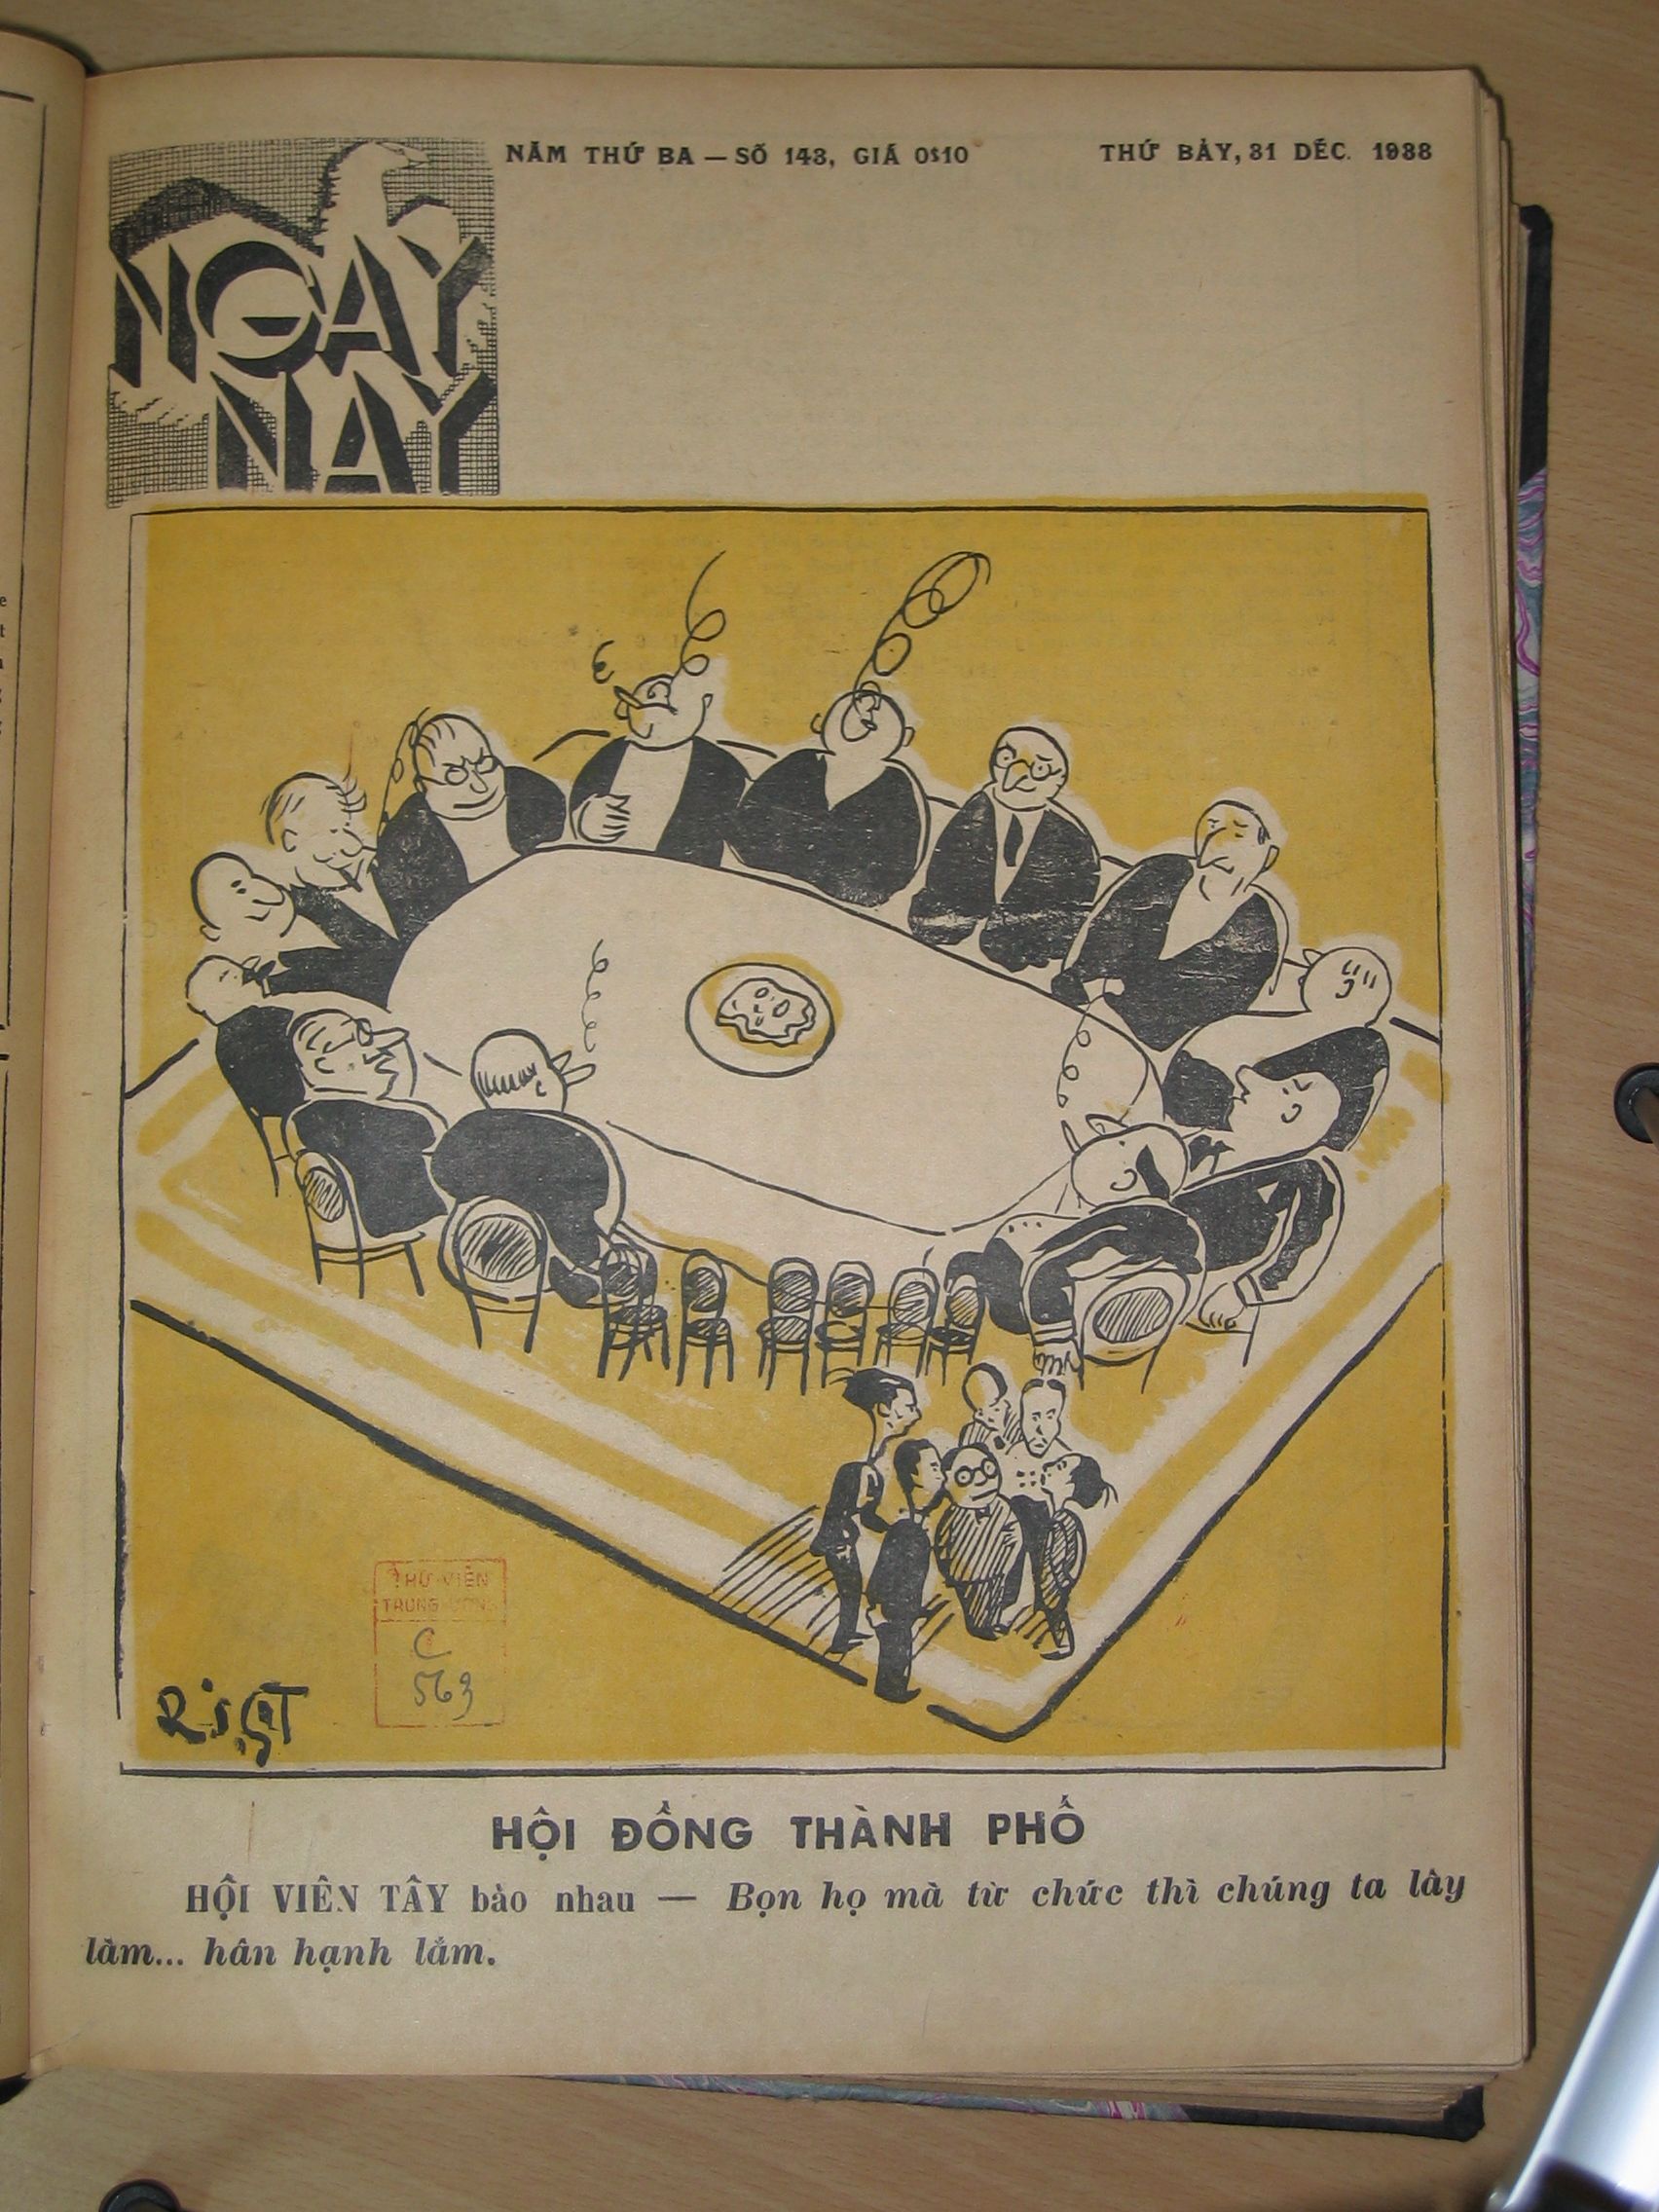 NĂM THỨ BA — SỐ 143, GIÁ 0$10 THỨ BẢY, 31 DÉC. 1938
NGAY
NAY
THƯ VIỆN
TRUNG ƯƠNG
C
563
HỘI ĐỒNG THÀNH PHỐ
HỘI VIÊN TÂY bảo nhau — Bọn họ mà từ chức thì chúng ta lấy
làm... hân hạnh lắm.